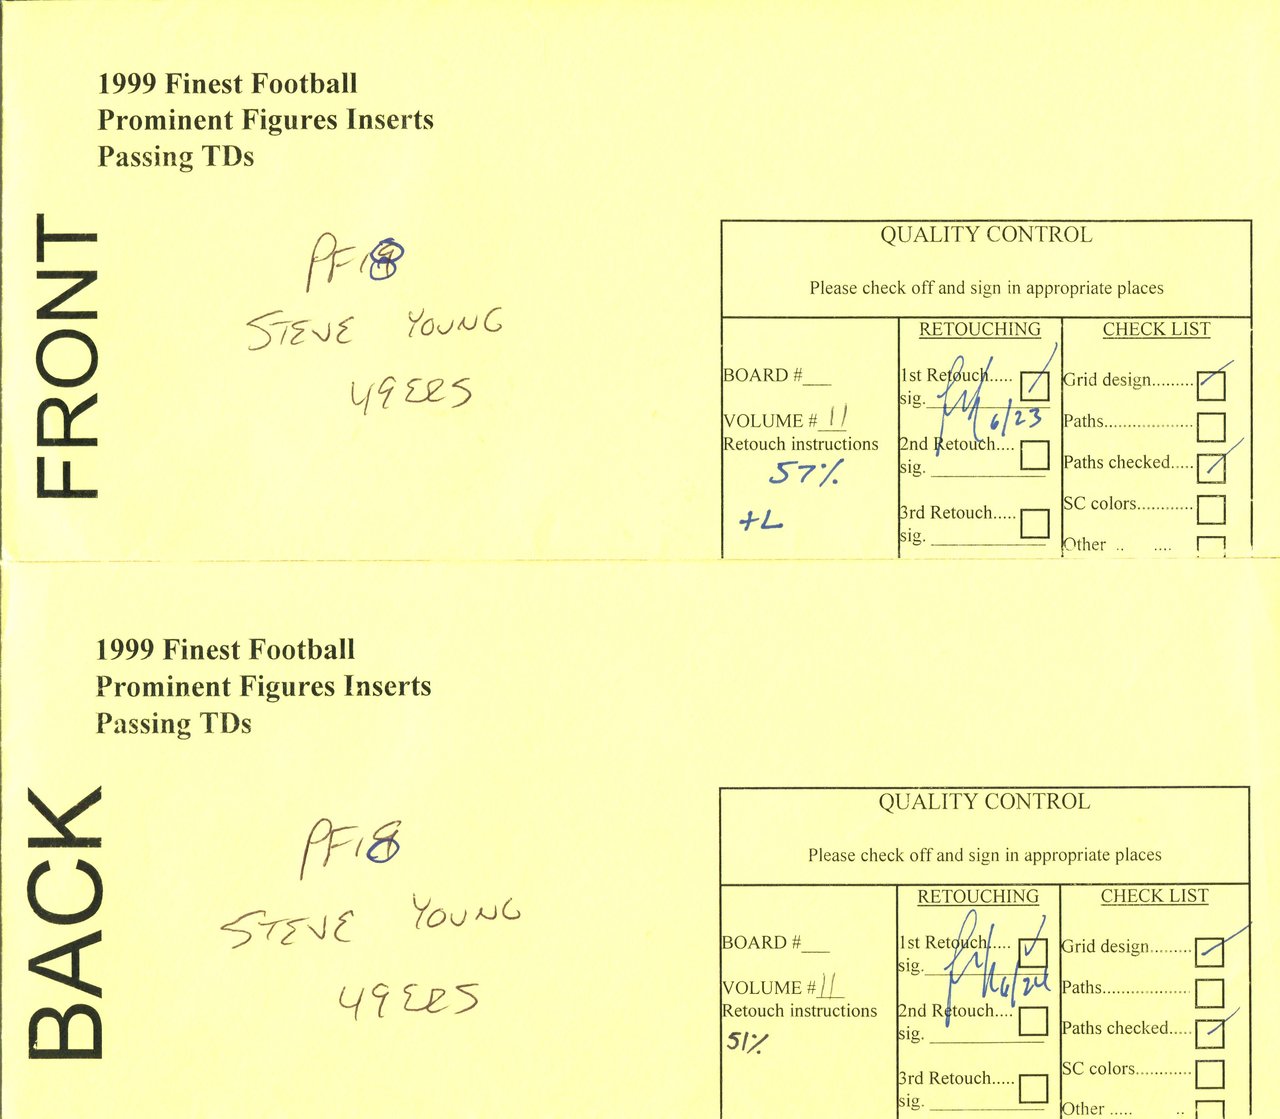 1999 Finest Football
Prominent Figures Inserts
Passing TDs
FRONT
PF18
STEVE YOUNG
49ERS
QUALITY CONTROL
Please check off and sign in appropriate places
BOARD #__
VOLUME # 11
Retouch instructions
57%
+L
RETOUCHING
1st Retouch.....
sig.
6/23
2nd Retouch....
sig.
3rd Retouch.....
sig.
CHECK LIST
Grid design.........
Paths...................
Paths checked.....
SC colors............
Other .. ....
1999 Finest Football
Prominent Figures Inserts
Passing TDs
BACK
PF18
STEVE YOUNG
49ERS
QUALITY CONTROL
Please check off and sign in appropriate places
BOARD #__
VOLUME # 11
Retouch instructions
51%
RETOUCHING
1st Retouch.....
sig.
6/24
2nd Retouch....
sig.
3rd Retouch.....
sig.
CHECK LIST
Grid design.........
Paths...................
Paths checked.....
SC colors............
Other ..... ..